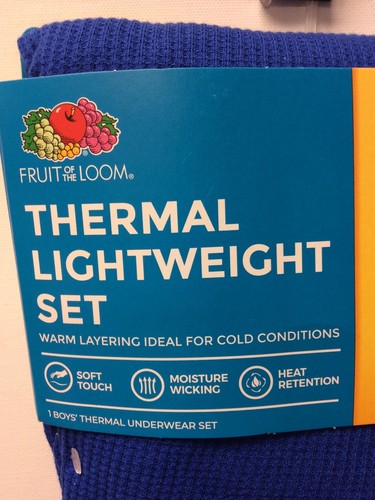 FRUIT OF THE LOOM®
THERMAL
LIGHTWEIGHT
SET
WARM LAYERING IDEAL FOR COLD CONDITIONS
SOFT TOUCH
MOISTURE WICKING
HEAT RETENTION
1 BOYS' THERMAL UNDERWEAR SET